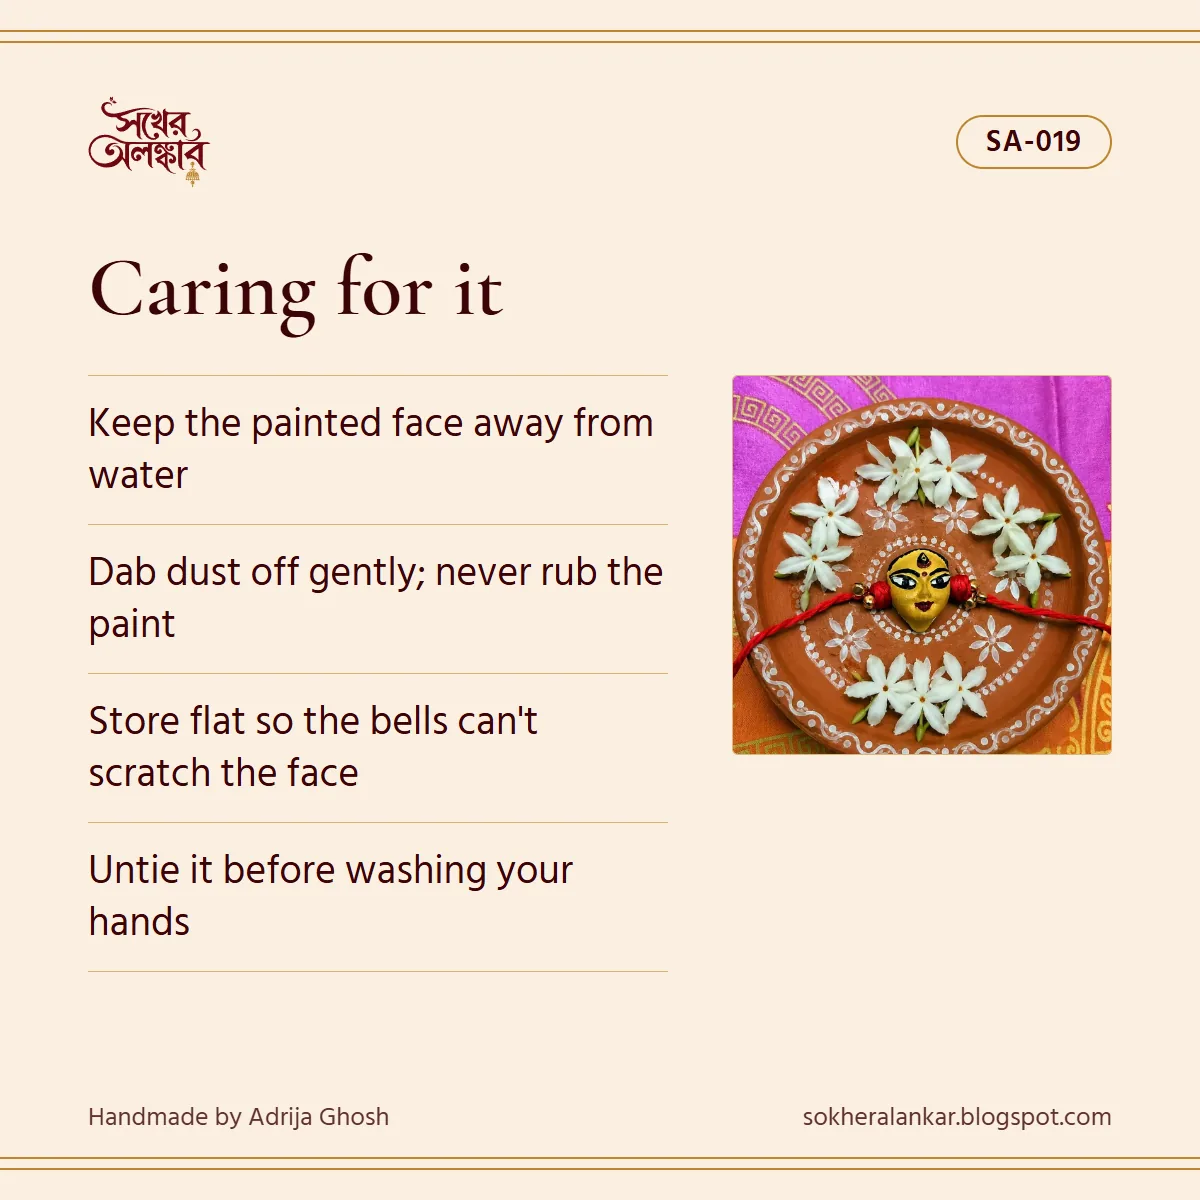 সখের
অলঙ্কার
SA-019
Caring for it
Keep the painted face away from
water
Dab dust off gently; never rub the
paint
Store flat so the bells can't
scratch the face
Untie it before washing your
hands
Handmade by Adrija Ghosh
sokheralankar.blogspot.com